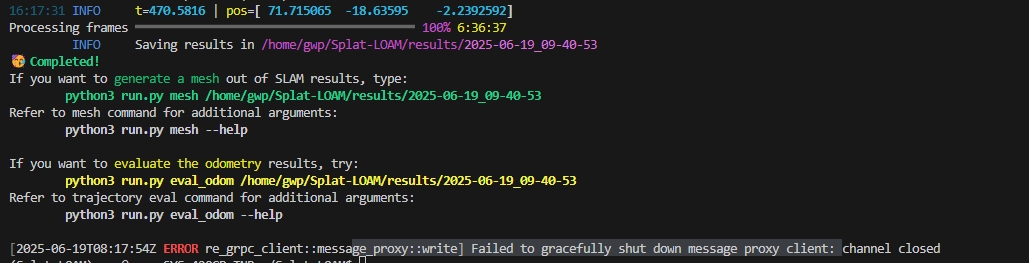 16:17:31 INFO t=470.5816 | pos=[ 71.715065 -18.63595 -2.2392592]
Processing frames 100% 6:36:37
INFO Saving results in /home/gwp/Splat-LOAM/results/2025-06-19_09-40-53
🥳 Completed!
If you want to generate a mesh out of SLAM results, type:
python3 run.py mesh /home/gwp/Splat-LOAM/results/2025-06-19_09-40-53
Refer to mesh command for additional arguments:
python3 run.py mesh --help
If you want to evaluate the odometry results, try:
python3 run.py eval_odom /home/gwp/Splat-LOAM/results/2025-06-19_09-40-53
Refer to trajectory eval command for additional arguments:
python3 run.py eval_odom --help
[2025-06-19T08:17:54Z ERROR re_grpc_client::message_proxy::write] Failed to gracefully shut down message proxy client: channel closed